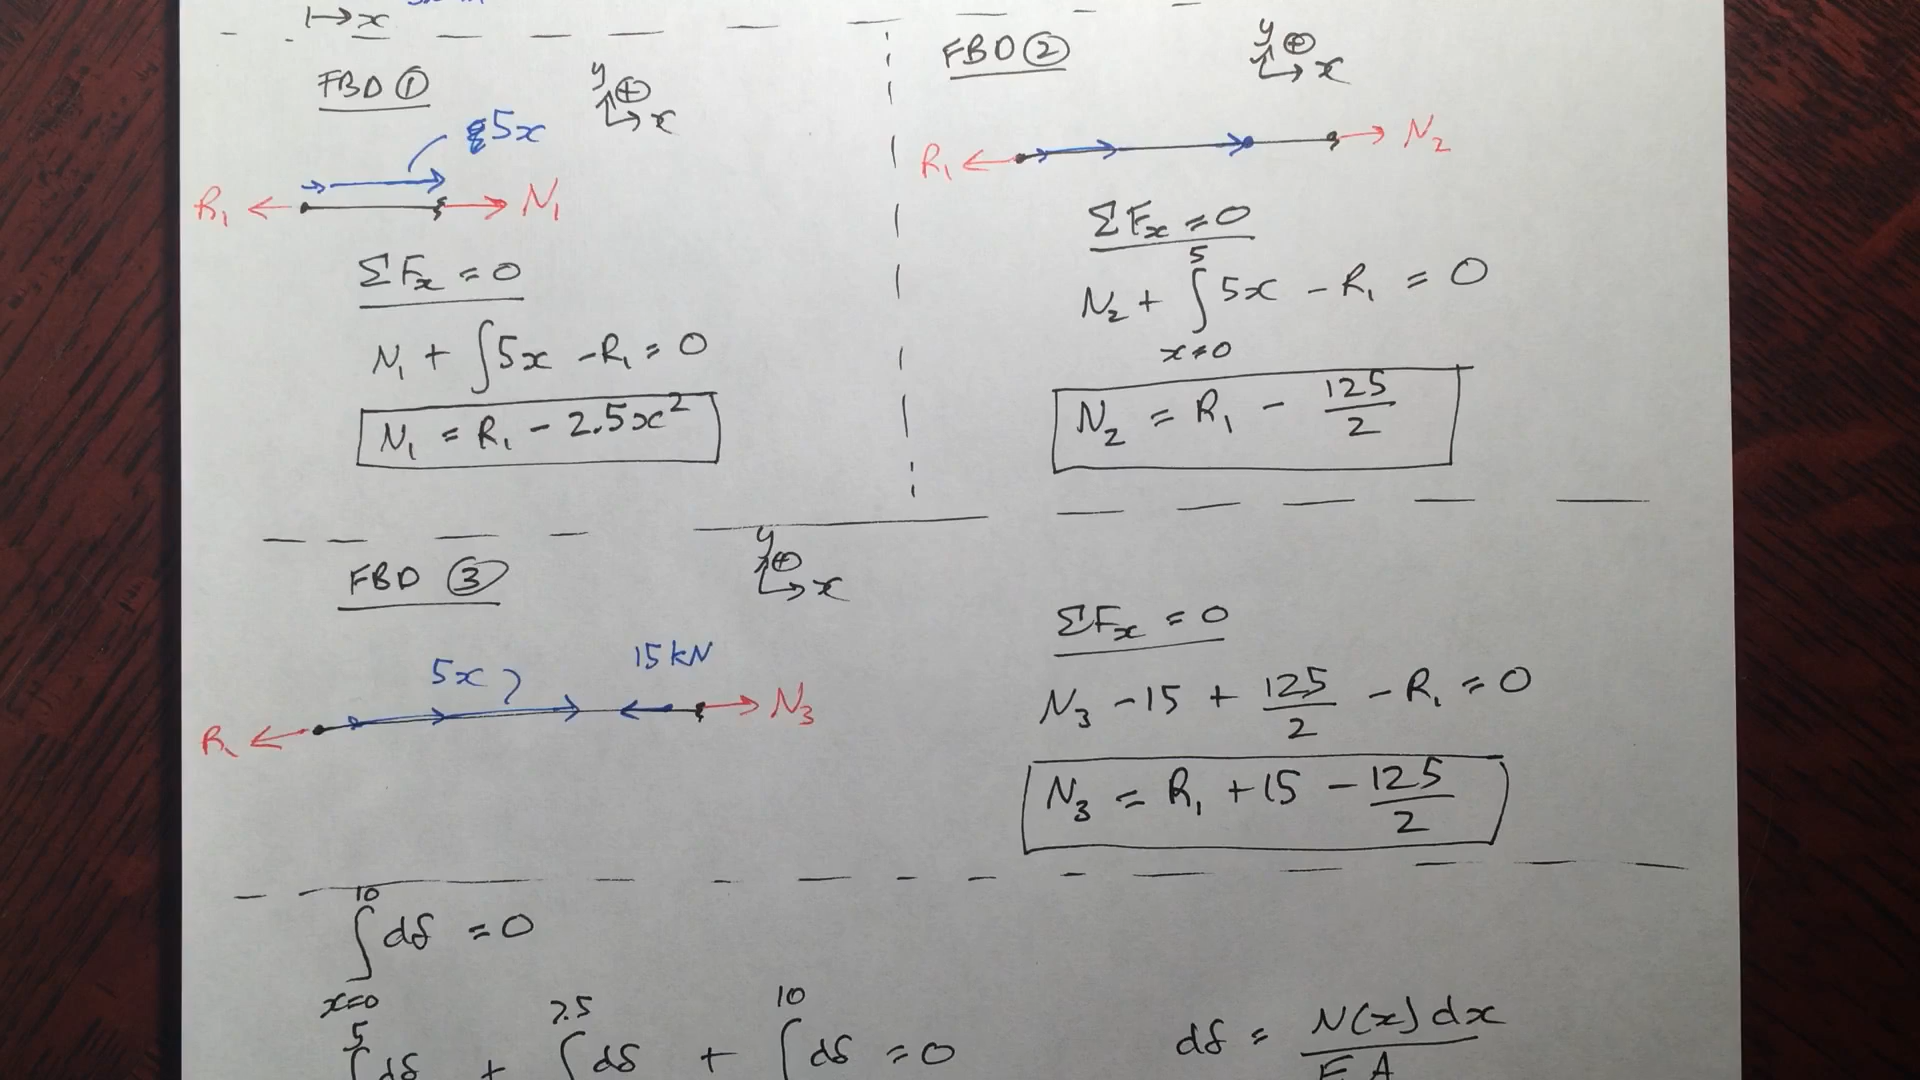 x
FBD ①
y
⊕
x
5x
R₁
N₁
ΣFx = 0
N₁ + ∫5x - R₁ = 0
N₁ = R₁ - 2.5x²
FBD ②
y
⊕
x
R₁
N₂
ΣFx = 0
5
N₂ + ∫5x - R₁ = 0
x=0
N₂ = R₁ - 125/2
FBD ③
y
⊕
x
5x
15 kN
R₁
N₃
ΣFx = 0
N₃ - 15 + 125/2 - R₁ = 0
N₃ = R₁ + 15 - 125/2
10
∫dδ = 0
x=0
5 7.5 10
∫dδ + ∫dδ + ∫dδ = 0
dδ = N(x)dx
EA